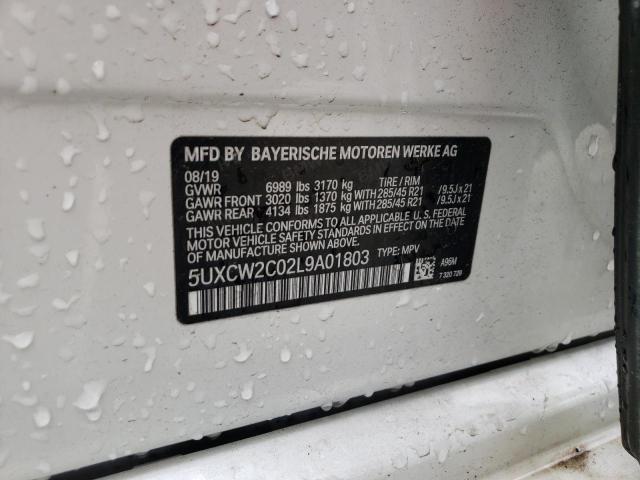 MFD BY BAYERISCHE MOTOREN WERKE AG
08/19
GVWR 6989 lbs 3170 kg TIRE / RIM
GAWR FRONT 3020 lbs 1370 kg WITH 285/45 R21 /9.5J x 21
GAWR REAR 4134 lbs 1875 kg WITH 285/45 R21 /9.5J x 21
THIS VEHICLE CONFORMS TO ALL APPLICABLE U. S. FEDERAL
MOTOR VEHICLE SAFETY STANDARDS IN EFFECT ON THE DATE OF
MANUFACTURE SHOWN ABOVE.
5UXCW2C02L9A01803 TYPE: MPV
A96M
7 320 729